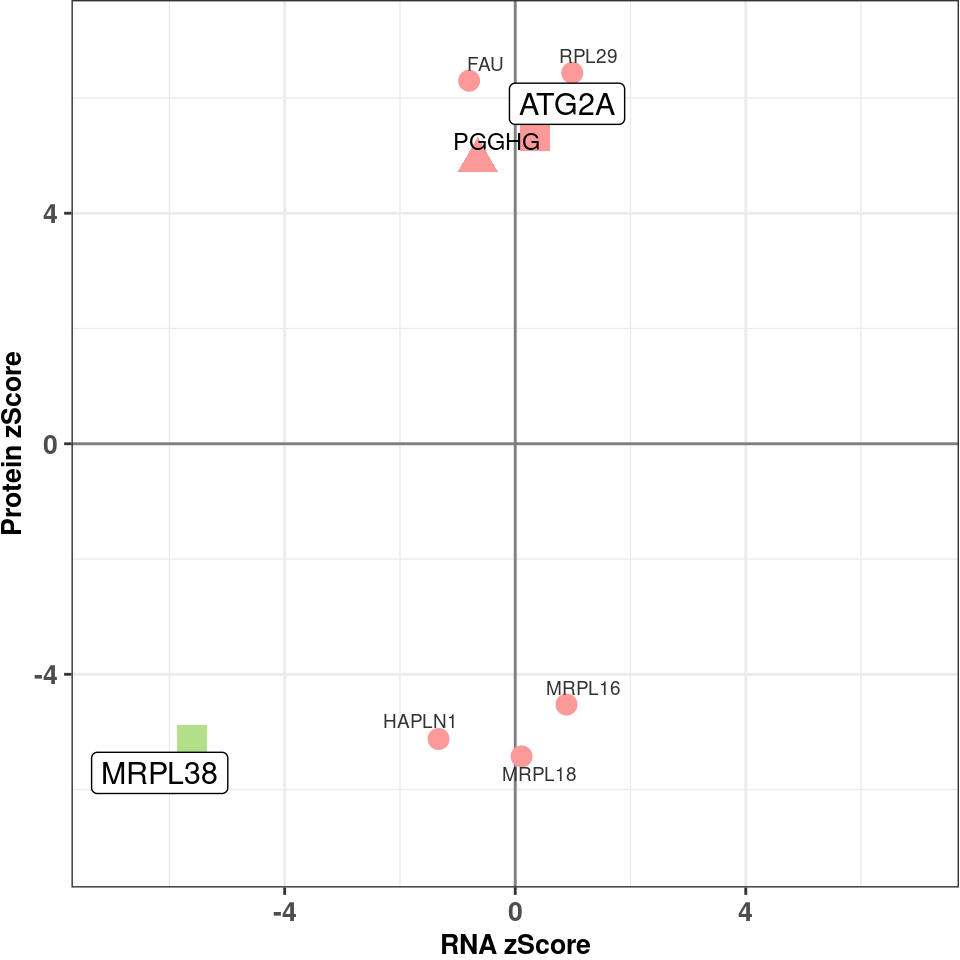 FAU
RPL29
ATG2A
PGGHG
4
0
-4
MRPL16
HAPLN1
MRPL18
MRPL38
-4
0
4
RNA zScore
Protein zScore